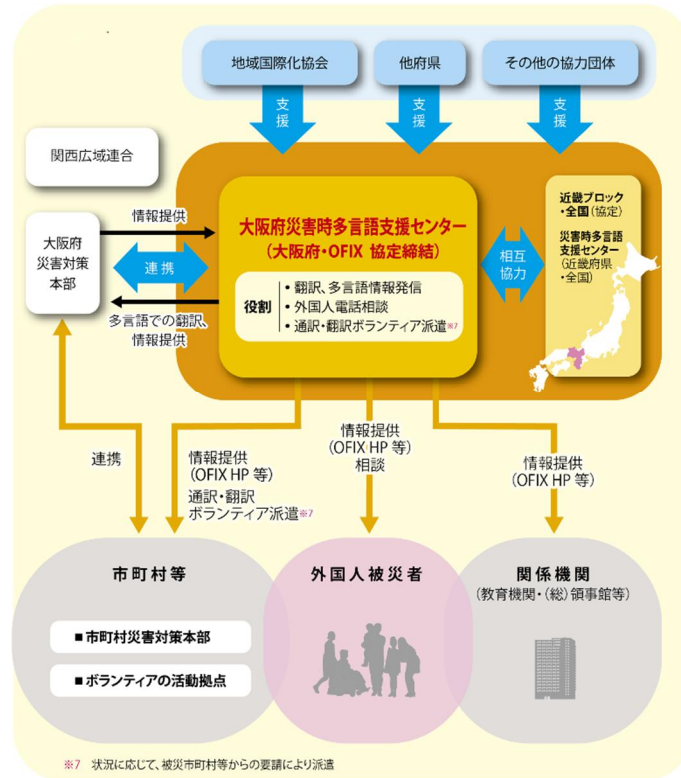 地域国際化協会
他府県
その他の協力団体
支援
支援
支援
関西広域連合
大阪府
災害対策
本部
情報提供
連携
多言語での翻訳、
情報提供
大阪府災害時多言語支援センター
(大阪府・OFIX 協定締結)
役割
・翻訳、多言語情報発信
・外国人電話相談
・通訳・翻訳ボランティア派遣※7
相互
協力
近畿ブロック
・全国(協定)
災害時多言語
支援センター
(近畿府県
・全国)
連携
情報提供
(OFIX HP 等)
通訳・翻訳
ボランティア派遣※7
情報提供
(OFIX HP 等)
相談
情報提供
(OFIX HP 等)
市町村等
■市町村災害対策本部
■ボランティアの活動拠点
外国人被災者
関係機関
(教育機関・(総)領事館等)
※7 状況に応じて、被災市町村等からの要請により派遣